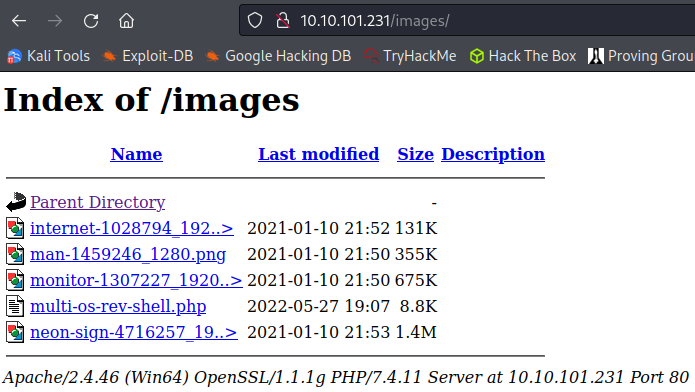 10.10.101.231/images/
Kali Tools Exploit-DB Google Hacking DB TryHackMe Hack The Box Proving Grou
Index of /images
Name Last modified Size Description
Parent Directory -
internet-1028794_192..> 2021-01-10 21:52 131K
man-1459246_1280.png 2021-01-10 21:50 355K
monitor-1307227_1920..> 2021-01-10 21:50 675K
multi-os-rev-shell.php 2022-05-27 19:07 8.8K
neon-sign-4716257_19..> 2021-01-10 21:53 1.4M
Apache/2.4.46 (Win64) OpenSSL/1.1.1g PHP/7.4.11 Server at 10.10.101.231 Port 80